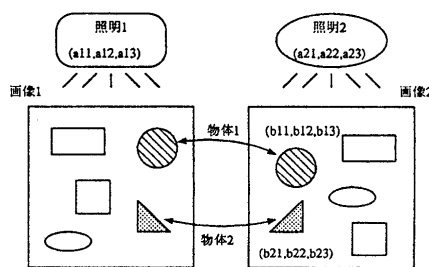 照明1
(a11,a12,a13)
照明2
(a21,a22,a23)
画像1
画像2
物体1
(b11,b12,b13)
物体2
(b21,b22,b23)